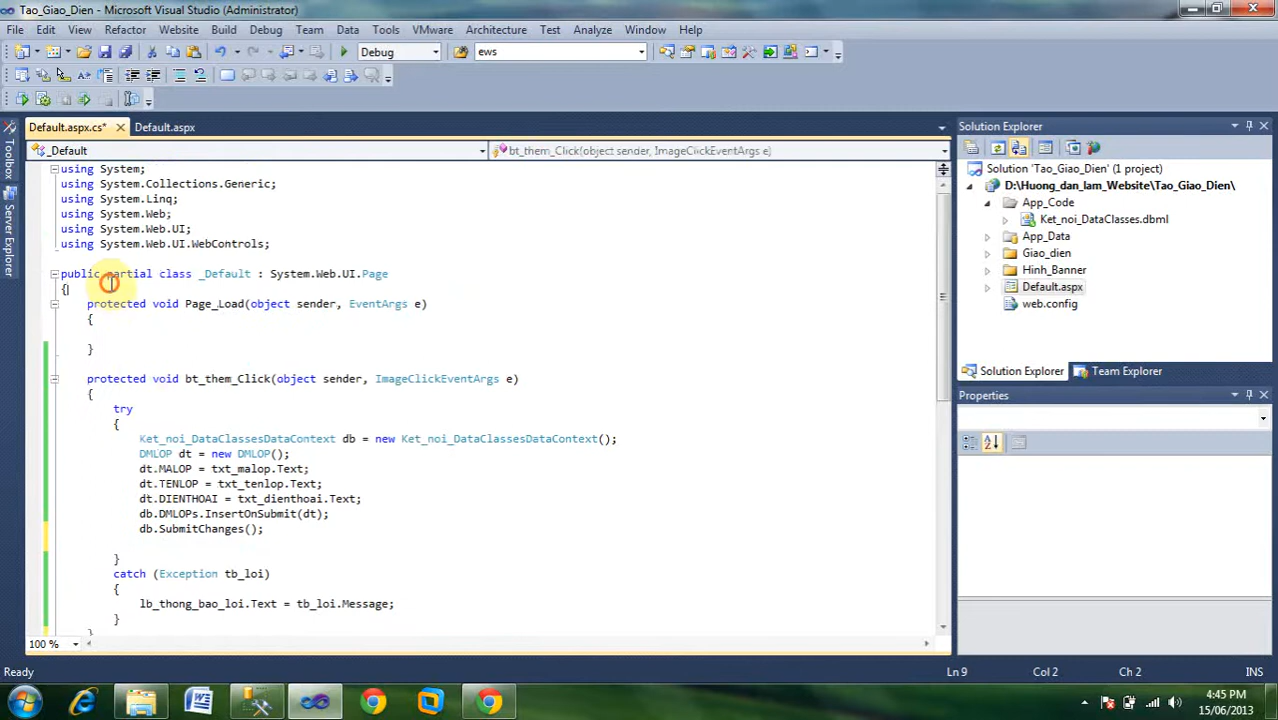 Tao_Giao_Dien - Microsoft Visual Studio (Administrator)
File Edit View Refactor Website Build Debug Team Data Tools VMware Architecture Test Analyze Window Help
Debug ews
Default.aspx.cs* Default.aspx
_Default bt_them_Click(object sender, ImageClickEventArgs e)
Toolbox
Server Explorer
using System;
using System.Collections.Generic;
using System.Linq;
using System.Web;
using System.Web.UI;
using System.Web.UI.WebControls;
public partial class _Default : System.Web.UI.Page
{
protected void Page_Load(object sender, EventArgs e)
{
}
protected void bt_them_Click(object sender, ImageClickEventArgs e)
{
try
{
Ket_noi_DataClassesDataContext db = new Ket_noi_DataClassesDataContext();
DMLOP dt = new DMLOP();
dt.MALOP = txt_malop.Text;
dt.TENLOP = txt_tenlop.Text;
dt.DIENTHOAI = txt_dienthoai.Text;
db.DMLOPs.InsertOnSubmit(dt);
db.SubmitChanges();
}
catch (Exception tb_loi)
{
lb_thong_bao_loi.Text = tb_loi.Message;
}
}
100 %
Solution Explorer
Solution 'Tao_Giao_Dien' (1 project)
D:\Huong_dan_lam_Website\Tao_Giao_Dien\
App_Code
Ket_noi_DataClasses.dbml
App_Data
Giao_dien
Hinh_Banner
Default.aspx
web.config
Solution Explorer Team Explorer
Properties
Ready Ln 9 Col 2 Ch 2 INS
4:45 PM
15/06/2013